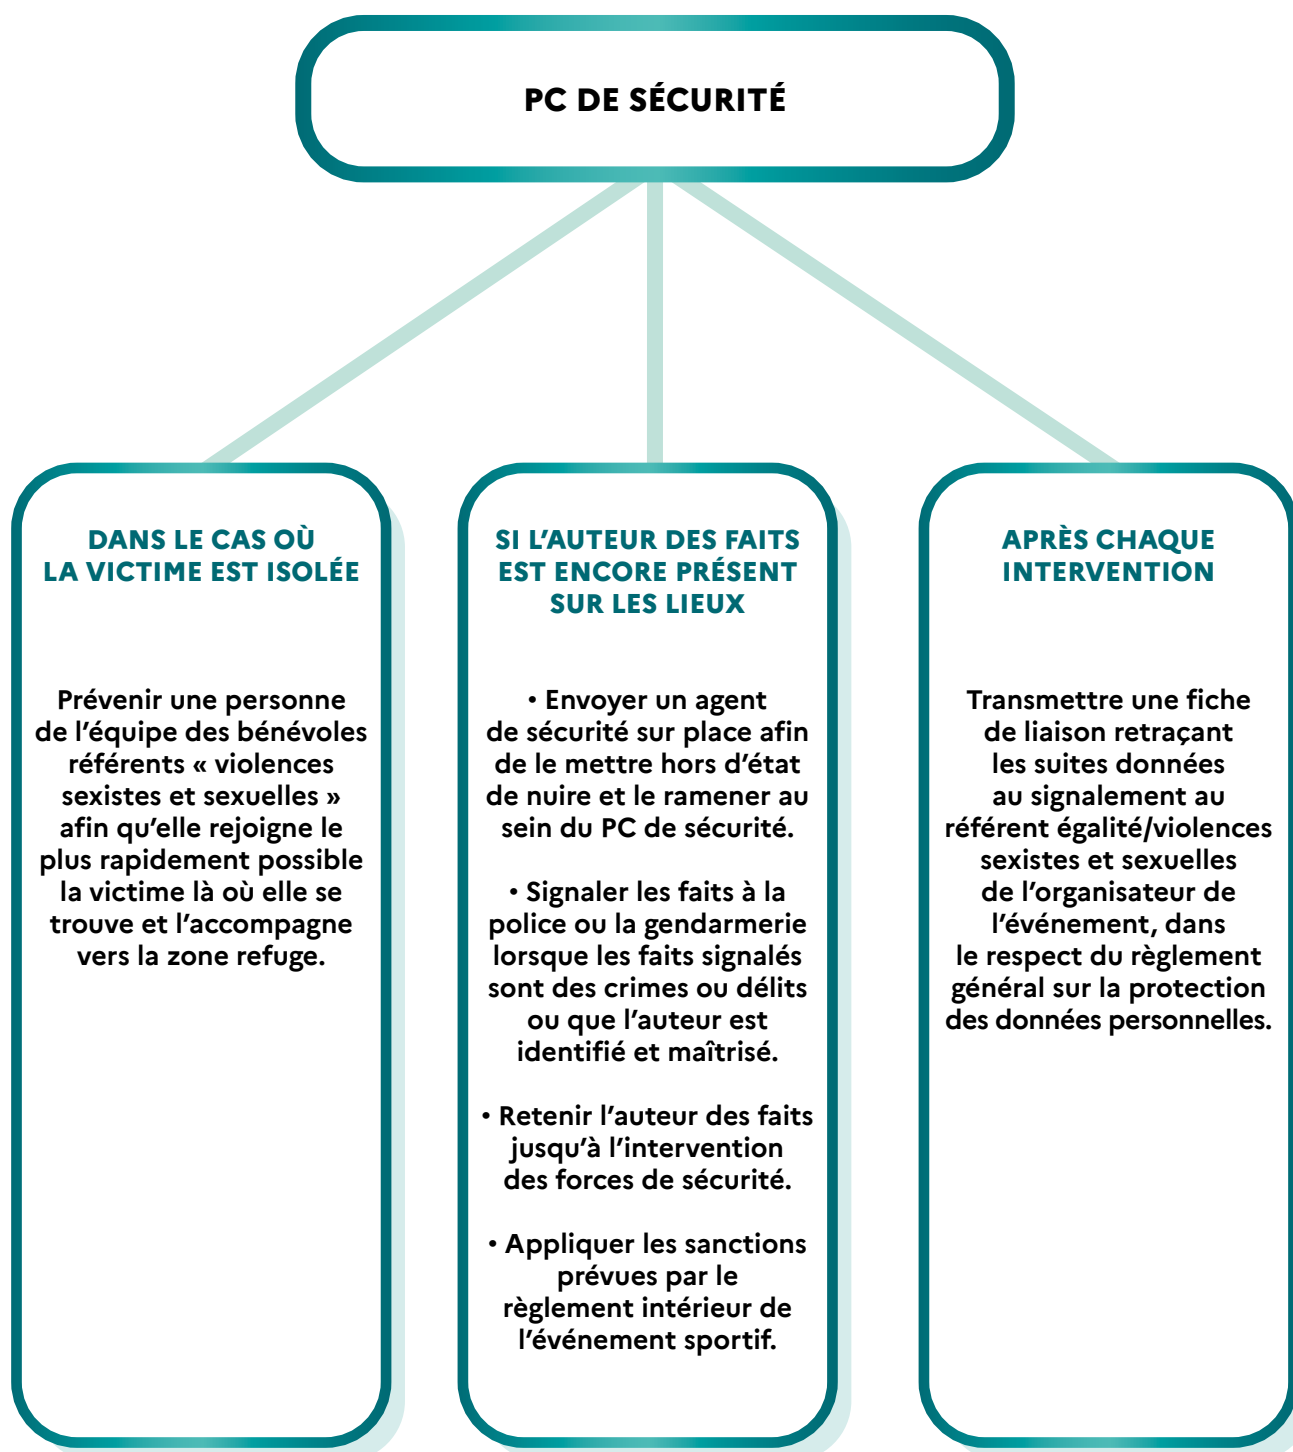 PC DE SÉCURITÉ
DANS LE CAS OÙ
LA VICTIME EST ISOLÉE
Prévenir une personne
de l’équipe des bénévoles
référents « violences
sexistes et sexuelles »
afin qu’elle rejoigne le
plus rapidement possible
la victime là où elle se
trouve et l’accompagne
vers la zone refuge.
SI L’AUTEUR DES FAITS
EST ENCORE PRÉSENT
SUR LES LIEUX
• Envoyer un agent
de sécurité sur place afin
de le mettre hors d’état
de nuire et le ramener au
sein du PC de sécurité.
• Signaler les faits à la
police ou la gendarmerie
lorsque les faits signalés
sont des crimes ou délits
ou que l’auteur est
identifié et maîtrisé.
• Retenir l’auteur des faits
jusqu’à l’intervention
des forces de sécurité.
• Appliquer les sanctions
prévues par le
règlement intérieur de
l’événement sportif.
APRÈS CHAQUE
INTERVENTION
Transmettre une fiche
de liaison retraçant
les suites données
au signalement au
référent égalité/violences
sexistes et sexuelles
de l’organisateur de
l’événement, dans
le respect du règlement
général sur la protection
des données personnelles.